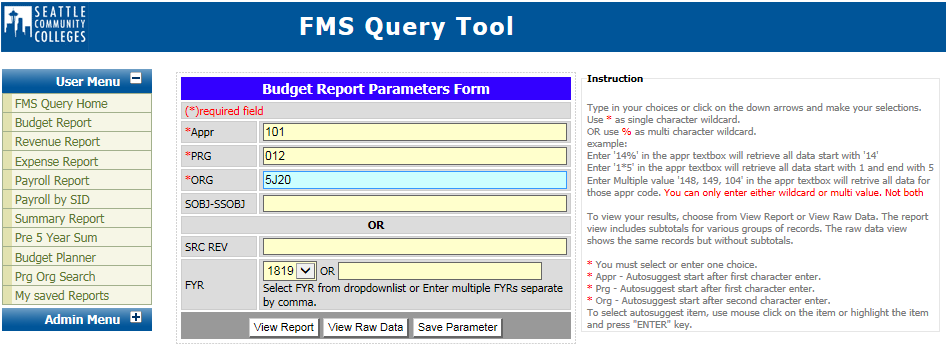 SEATTLE
COMMUNITY
COLLEGES
FMS Query Tool
User Menu
FMS Query Home
Budget Report
Revenue Report
Expense Report
Payroll Report
Payroll by SID
Summary Report
Pre 5 Year Sum
Budget Planner
Prg Org Search
My saved Reports
Admin Menu
Budget Report Parameters Form
(*)required field
*Appr 101
*PRG 012
*ORG 5J20
SOBJ-SSOBJ
OR
SRC REV
FYR 1819 OR
Select FYR from dropdownlist or Enter multiple FYRs separate
by comma.
View Report View Raw Data Save Parameter
Instruction
Type in your choices or click on the down arrows and make your selections.
Use * as single character wildcard.
OR use % as multi character wildcard.
example:
Enter '14%' in the appr textbox will retrieve all data start with '14'
Enter '1*5' in the appr textbox will retrieve all data start with 1 and end with 5
Enter Multiple value '148, 149, 104' in the appr textbox will retrive all data for
those appr code. You can only enter either wildcard or multi value. Not both
To view your results, choose from View Report or View Raw Data. The report
view includes subtotals for various groups of records. The raw data view
shows the same records but without subtotals.
* You must select or enter one choice.
* Appr - Autosuggest start after first character enter.
* Prg - Autosuggest start after first character enter.
* Org - Autosuggest start after second character enter.
To select autosuggest item, use mouse click on the item or highlight the item
and press "ENTER" key.